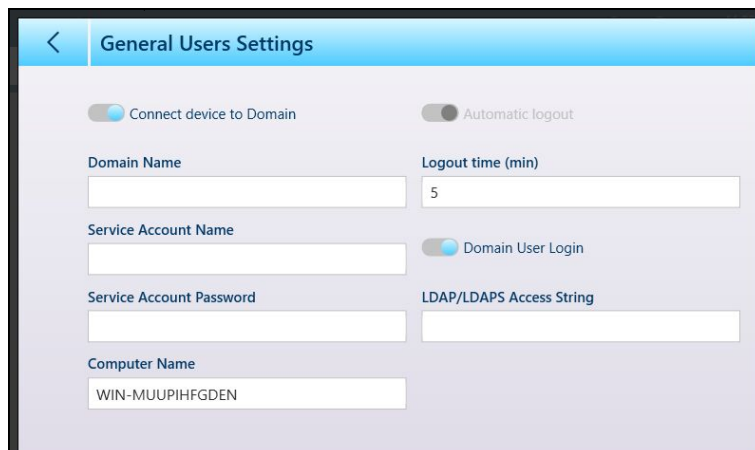 General Users Settings
Connect device to Domain
Automatic logout
Domain Name
Logout time (min)
5
Service Account Name
Domain User Login
Service Account Password
LDAP/LDAPS Access String
Computer Name
WIN-MUUPIHFGDEN